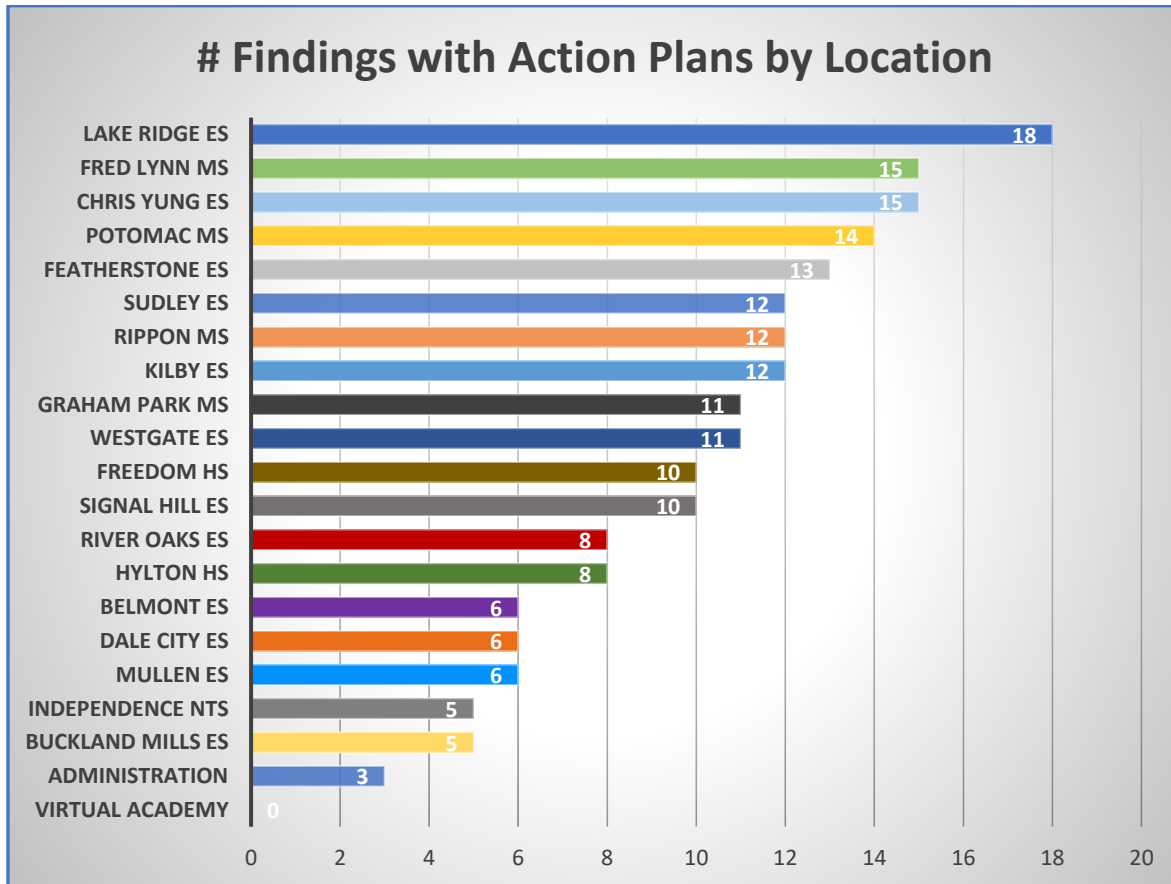 # Findings with Action Plans by Location
LAKE RIDGE ES 18
FRED LYNN MS 15
CHRIS YUNG ES 15
POTOMAC MS 14
FEATHERSTONE ES 13
SUDLEY ES 12
RIPPON MS 12
KILBY ES 12
GRAHAM PARK MS 11
WESTGATE ES 11
FREEDOM HS 10
SIGNAL HILL ES 10
RIVER OAKS ES 8
HYLTON HS 8
BELMONT ES 6
DALE CITY ES 6
MULLEN ES 6
INDEPENDENCE NTS 5
BUCKLAND MILLS ES 5
ADMINISTRATION 3
VIRTUAL ACADEMY 0
0 2 4 6 8 10 12 14 16 18 20